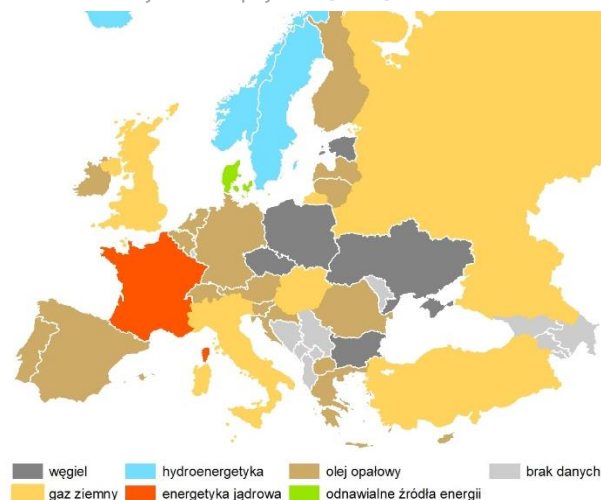 węgiel hydroenergetyka olej opałowy brak danych
gaz ziemny energetyka jądrowa odnawialne źródła energii